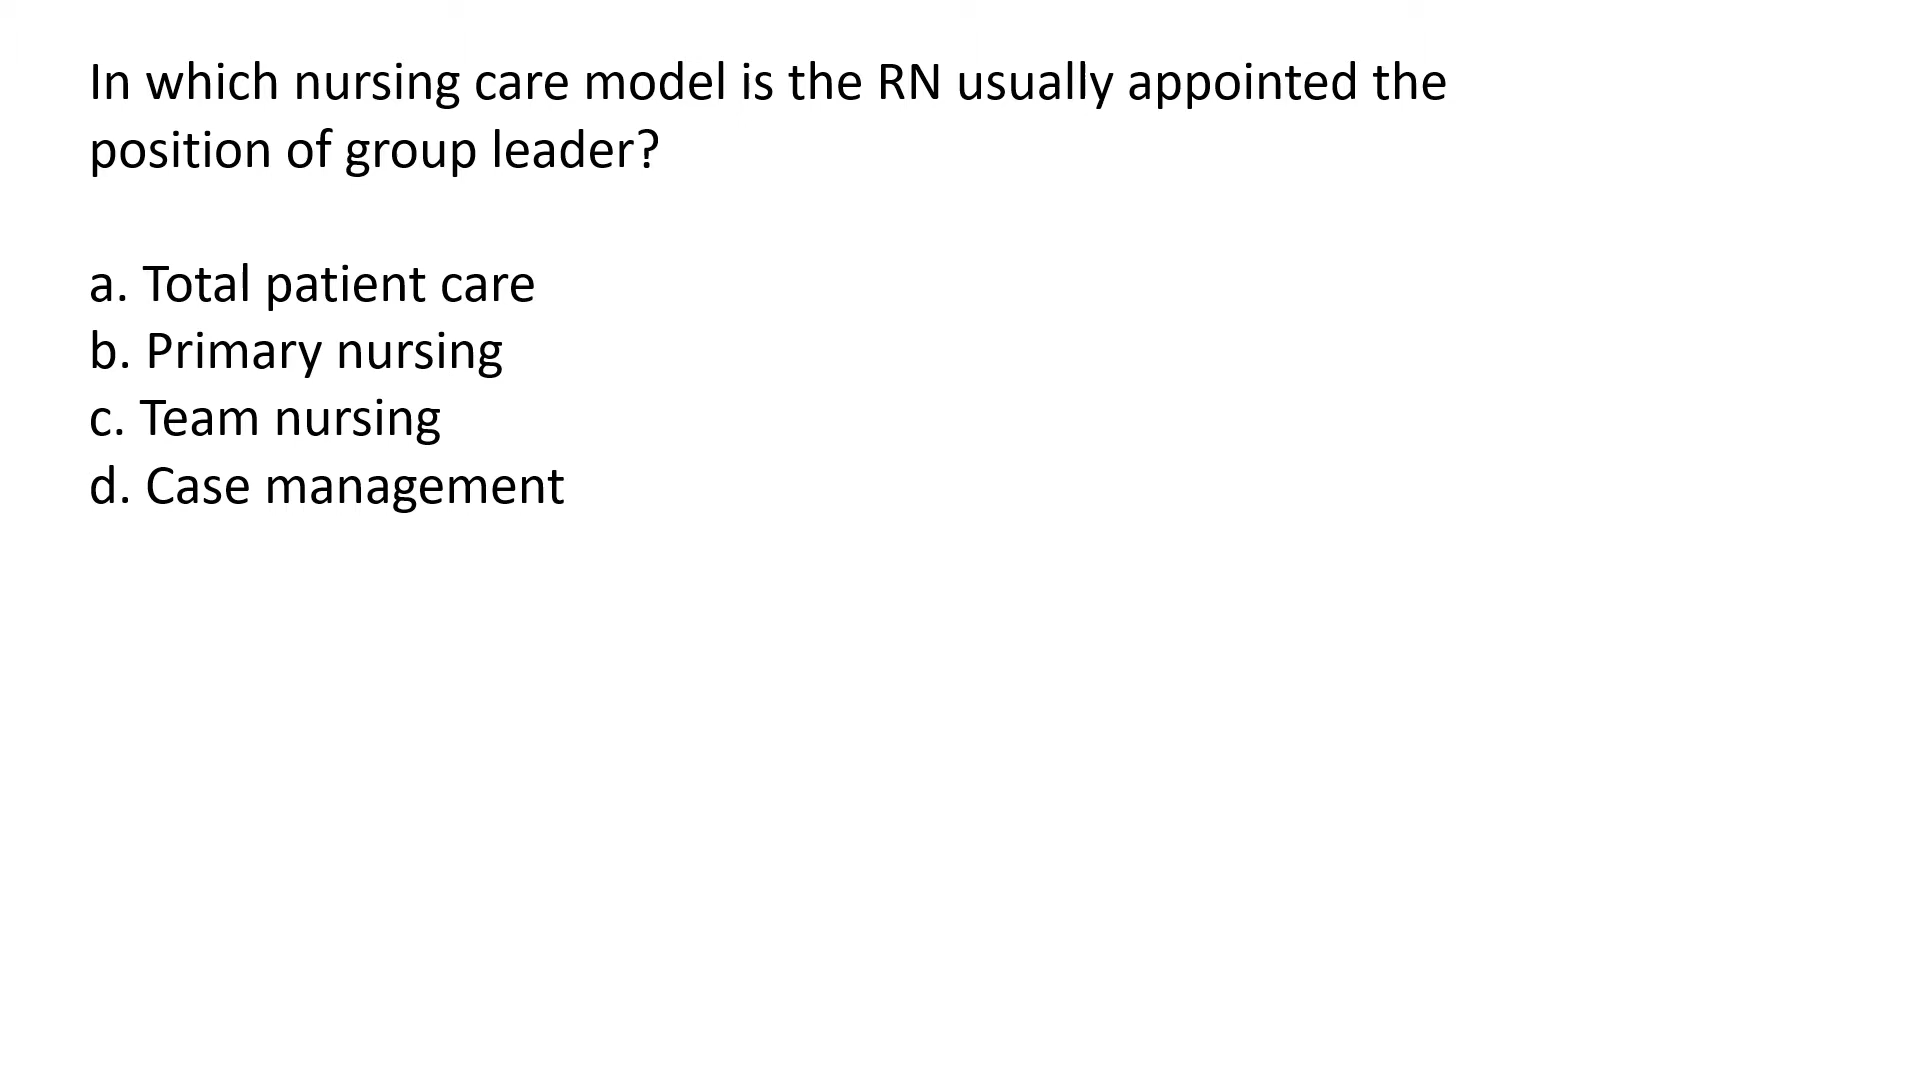 In which nursing care model is the RN usually appointed the
position of group leader?
a. Total patient care
b. Primary nursing
c. Team nursing
d. Case management